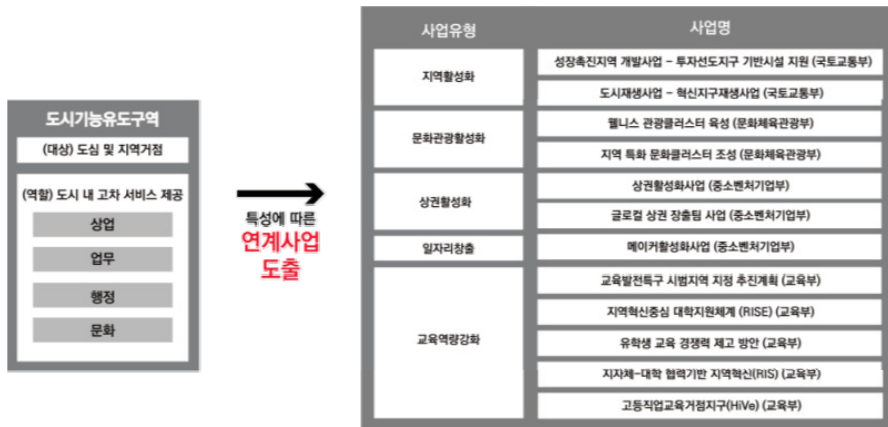 도시기능유도구역
(대상) 도심 및 지역거점
(역할) 도시 내 고차 서비스 제공
상업
업무
행정
문화
특성에 따른
연계사업
도출
사업유형
사업명
지역활성화
성장촉진지역 개발사업 - 투자선도지구 기반시설 지원 (국토교통부)
도시재생사업 - 혁신지구재생사업 (국토교통부)
문화관광활성화
웰니스 관광클러스터 육성 (문화체육관광부)
지역 특화 문화클러스터 조성 (문화체육관광부)
상권활성화
상권활성화사업 (중소벤처기업부)
글로컬 상권 창출팀 사업 (중소벤처기업부)
일자리창출
메이커활성화사업 (중소벤처기업부)
교육역량강화
교육발전특구 시범지역 지정 추진계획 (교육부)
지역혁신중심 대학지원체계 (RISE) (교육부)
유학생 교육 경쟁력 제고 방안 (교육부)
지자체-대학 협력기반 지역혁신(RIS) (교육부)
고등직업교육거점지구(HiVe) (교육부)